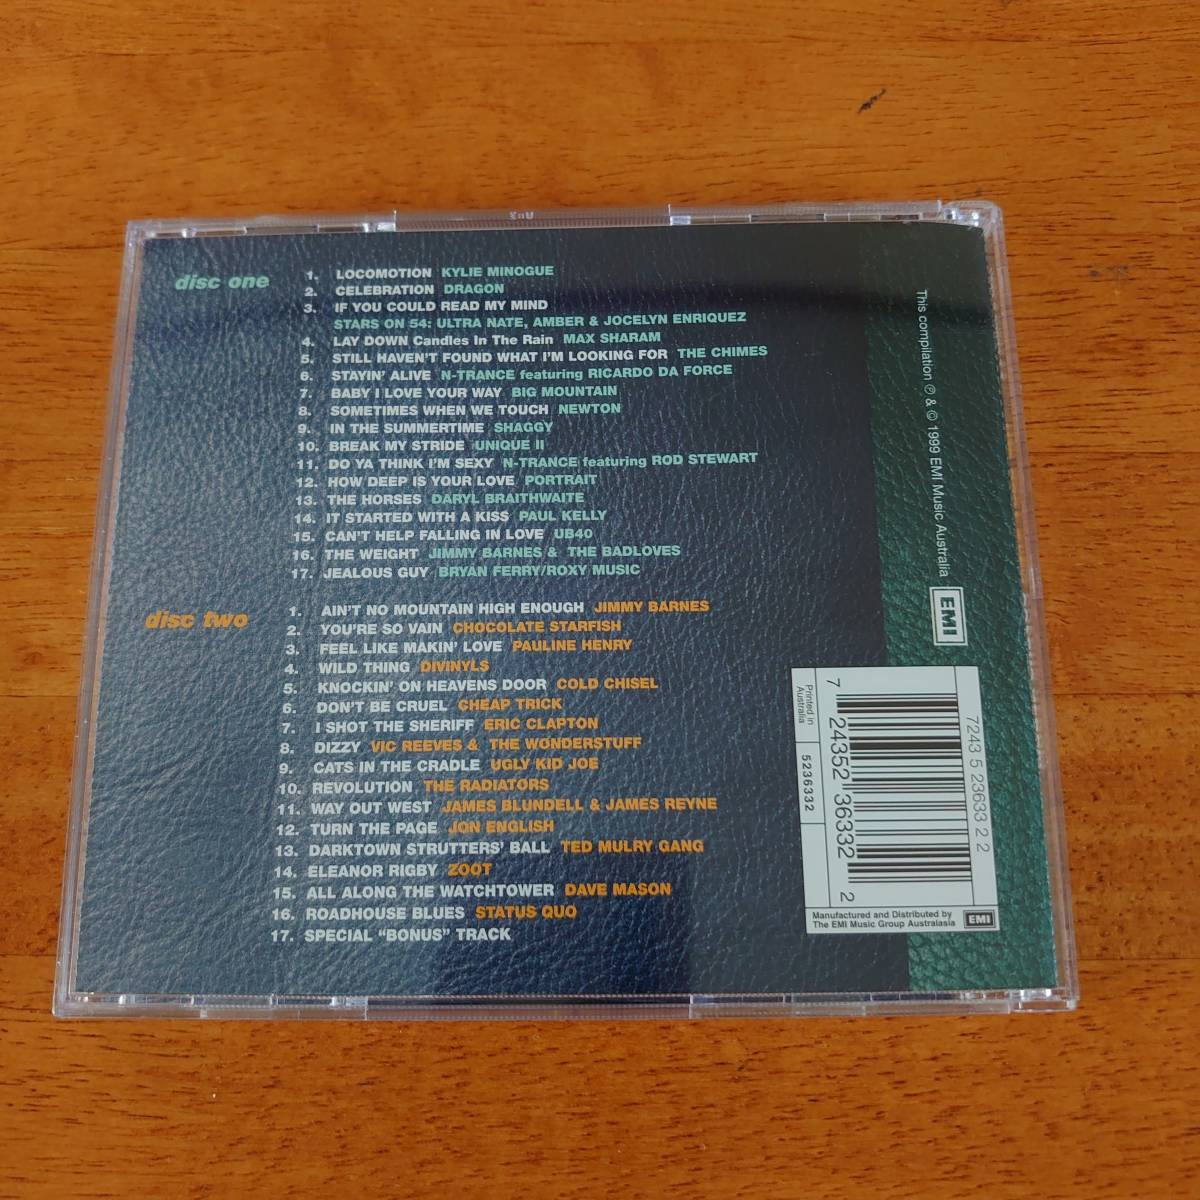 disc one
1. LOCOMOTION KYLIE MINOGUE
2. CELEBRATION DRAGON
3. IF YOU COULD READ MY MIND
STARS ON 54: ULTRA NATE, AMBER & JOCELYN ENRIQUEZ
4. LAY DOWN Candles In The Rain MAX SHARAM
5. STILL HAVEN'T FOUND WHAT I'M LOOKING FOR THE CHIMES
6. STAYIN' ALIVE N-TRANCE featuring RICARDO DA FORCE
7. BABY I LOVE YOUR WAY BIG MOUNTAIN
8. SOMETIMES WHEN WE TOUCH NEWTON
9. IN THE SUMMERTIME SHAGGY
10. BREAK MY STRIDE UNIQUE II
11. DO YA THINK I'M SEXY N-TRANCE featuring ROD STEWART
12. HOW DEEP IS YOUR LOVE PORTRAIT
13. THE HORSES DARYL BRAITHWAITE
14. IT STARTED WITH A KISS PAUL KELLY
15. CAN'T HELP FALLING IN LOVE UB40
16. THE WEIGHT JIMMY BARNES & THE BADLOVES
17. JEALOUS GUY BRYAN FERRY/ROXY MUSIC
disc two
1. AIN'T NO MOUNTAIN HIGH ENOUGH JIMMY BARNES
2. YOU'RE SO VAIN CHOCOLATE STARFISH
3. FEEL LIKE MAKIN' LOVE PAULINE HENRY
4. WILD THING DIVINYLS
5. KNOCKIN' ON HEAVENS DOOR COLD CHISEL
6. DON'T BE CRUEL CHEAP TRICK
7. I SHOT THE SHERIFF ERIC CLAPTON
8. DIZZY VIC REEVES & THE WONDERSTUFF
9. CATS IN THE CRADLE UGLY KID JOE
10. REVOLUTION THE RADIATORS
11. WAY OUT WEST JAMES BLUNDELL & JAMES REYNE
12. TURN THE PAGE JON ENGLISH
13. DARKTOWN STRUTTERS' BALL TED MULRY GANG
14. ELEANOR RIGBY ZOOT
15. ALL ALONG THE WATCHTOWER DAVE MASON
16. ROADHOUSE BLUES STATUS QUO
17. SPECIAL "BONUS" TRACK
This compilation ℗ & © 1999 EMI Music Australia
EMI
7243 5 23633 2 2
7 24352 36332 2
Printed in
Australia
5236332
Manufactured and Distributed by
The EMI Music Group Australasia
EMI